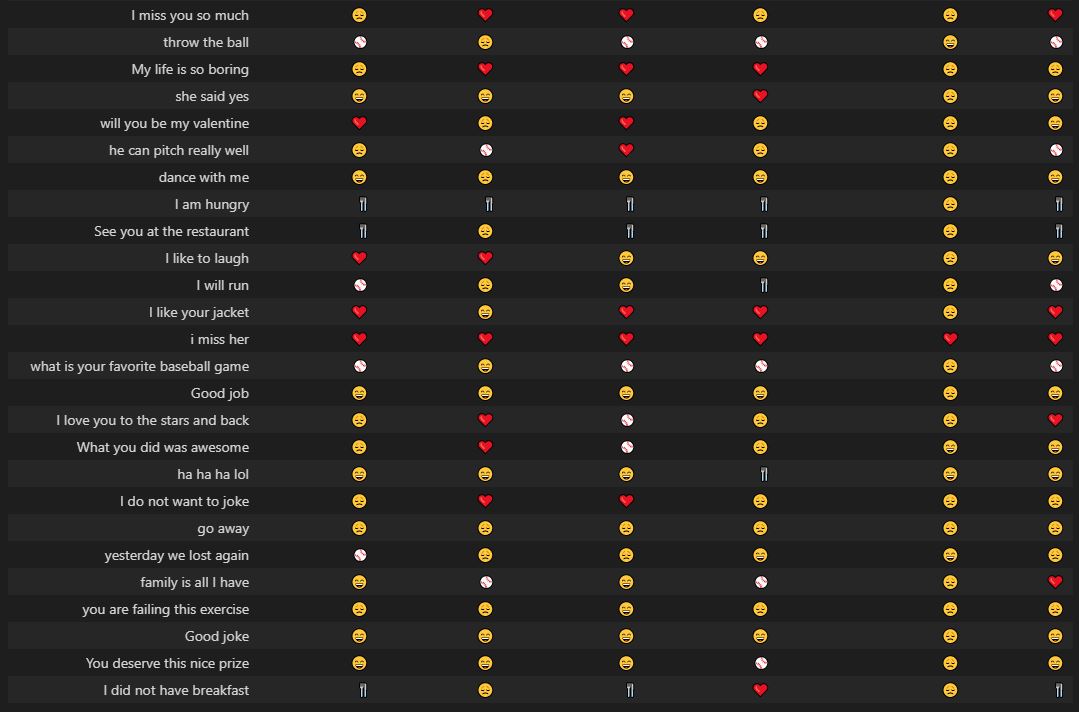 I miss you so much 😞 ❤️ ❤️ 😞 😞 ❤️
throw the ball ⚾ 😞 ⚾ ⚾ 😄 ⚾
My life is so boring 😞 ❤️ ❤️ ❤️ 😞 😞
she said yes 😄 😄 😄 ❤️ 😞 😄
will you be my valentine ❤️ 😞 ❤️ 😞 😞 😄
he can pitch really well 😞 ⚾ ❤️ 😞 😞 ⚾
dance with me 😄 😞 😄 😄 😞 😄
I am hungry 🍴 🍴 🍴 🍴 😞 🍴
See you at the restaurant 🍴 😞 🍴 🍴 😞 🍴
I like to laugh ❤️ ❤️ 😄 😄 😞 😄
I will run ⚾ 😞 😄 🍴 😞 ⚾
I like your jacket ❤️ 😄 ❤️ ❤️ 😞 ❤️
i miss her ❤️ ❤️ ❤️ ❤️ ❤️ ❤️
what is your favorite baseball game ⚾ 😄 ⚾ ⚾ 😞 ⚾
Good job 😄 😄 😄 😄 😞 😄
I love you to the stars and back 😞 ❤️ ⚾ 😞 😞 ❤️
What you did was awesome 😞 ❤️ ⚾ 😞 😄 😄
ha ha ha lol 😄 😄 😄 🍴 😄 😄
I do not want to joke 😞 ❤️ ❤️ 😞 😞 😞
go away 😞 😞 😞 😞 😞 😞
yesterday we lost again ⚾ 😞 😞 😄 😄 😞
family is all I have 😄 ⚾ 😄 ⚾ 😞 ❤️
you are failing this exercise 😞 😞 😄 😞 😞 😞
Good joke 😄 😄 😄 😄 😞 😄
You deserve this nice prize 😄 😄 😄 ⚾ 😞 😄
I did not have breakfast 🍴 😞 🍴 ❤️ 😞 🍴